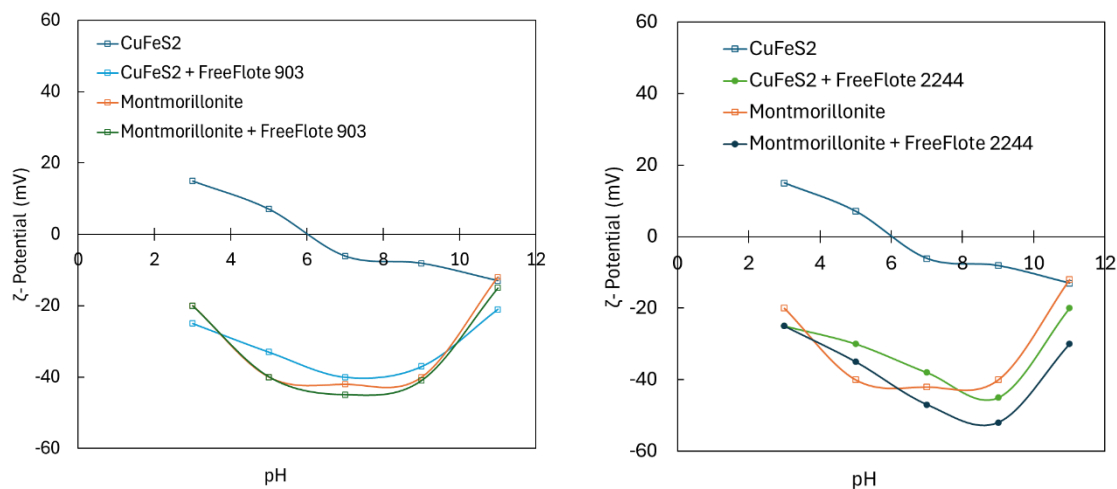 60
40
20
0
-20
-40
-60
0
2
4
6
8
10
12
ζ- Potential (mV)
pH
CuFeS2
CuFeS2 + FreeFlote 903
Montmorillonite
Montmorillonite + FreeFlote 903
60
40
20
0
-20
-40
-60
0
2
4
6
8
10
12
ζ- Potential (mV)
pH
CuFeS2
CuFeS2 + FreeFlote 2244
Montmorillonite
Montmorillonite + FreeFlote 2244